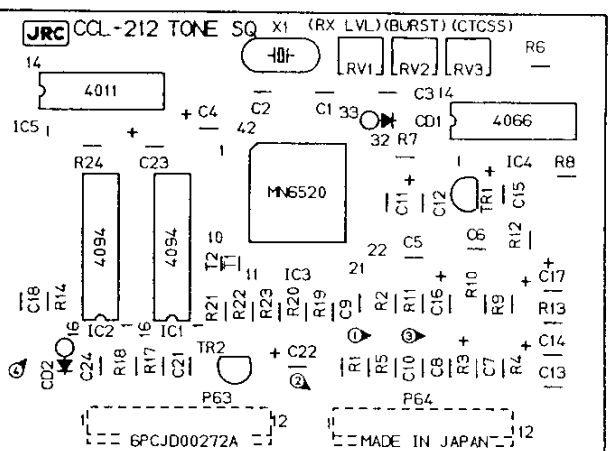 JRC CCL-212 TONE SQ X1 (RX LVL)(BURST)(CTCSS)
14 RV1 RV2 RV3 R6
4011 C4 C2 C1 33 C3 14
IC5 1 + + 42 32 CD1 4066
R24 C23 1 R7 1 IC4 R8
MN6520 + + TR1 C15
4094 4094 C11 C12
10 22 C5 C6 R12
T2 T1 11 IC3 21 R10 +
C18 R14 R21 R22 R23 R20 R19 C9 R2 R11 C16 + R9 + C17
R13
16 IC2 1 16 IC1 1 TR2 + 1 3 + + C14
4 CD2 C24 R18 R17 C21 C22 R1 R5 C10 C8 R3 C7 R4 C13
2
P63 P64
1 12 1 12
6PCJD00272A MADE IN JAPAN